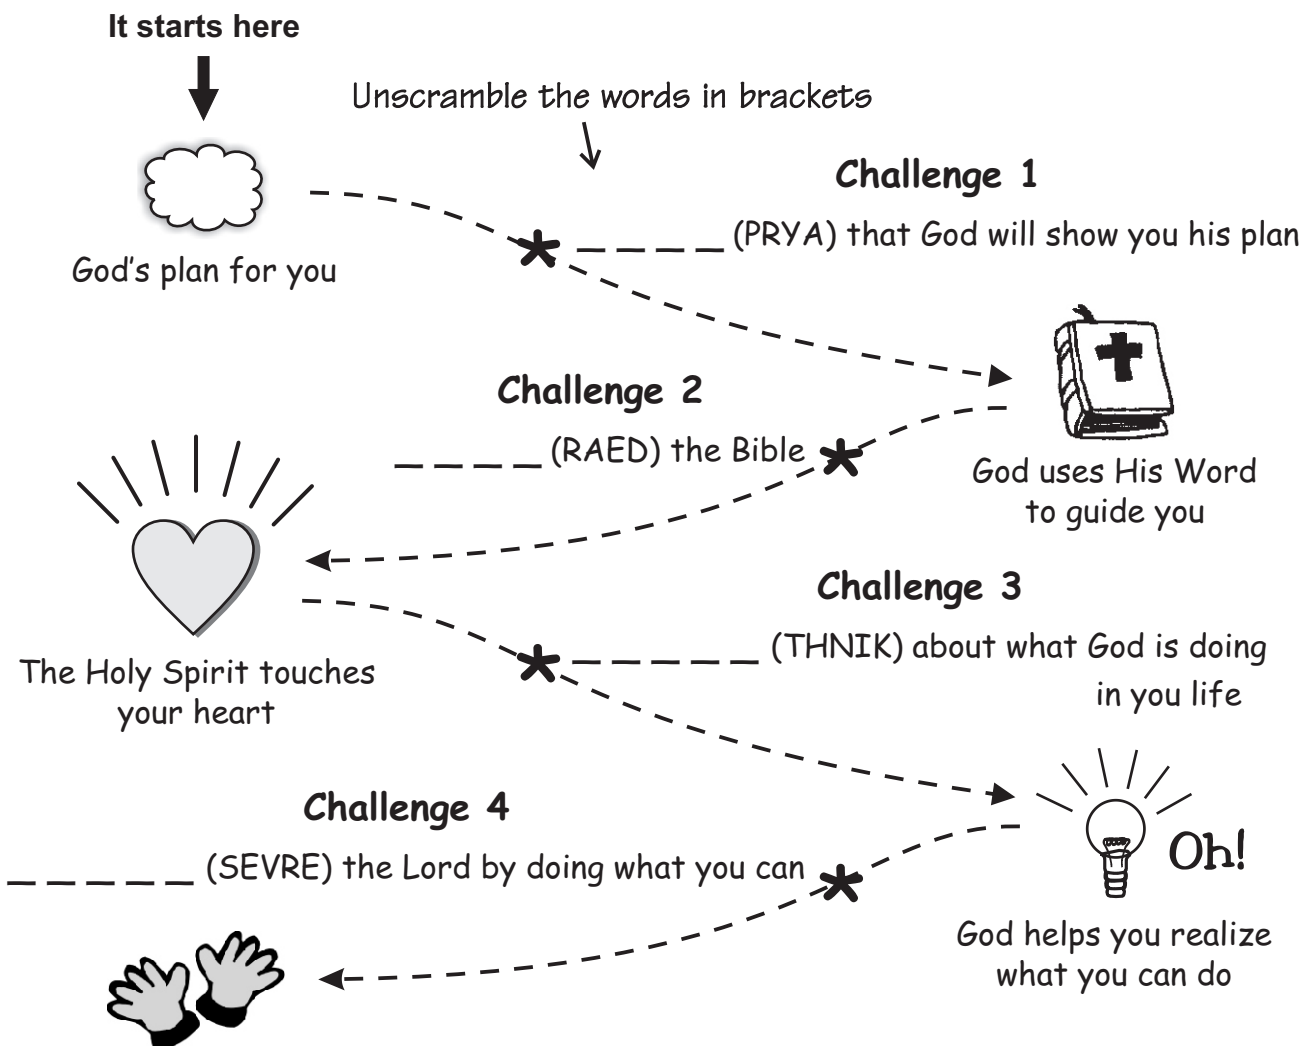 It starts here
Unscramble the words in brackets
God's plan for you
Challenge 1
_ _ _ _ (PRYA) that God will show you his plan
God uses His Word
to guide you
Challenge 2
_ _ _ _ (RAED) the Bible
The Holy Spirit touches
your heart
Challenge 3
_ _ _ _ _ (THNIK) about what God is doing
in you life
Oh!
God helps you realize
what you can do
Challenge 4
_ _ _ _ _ (SEVRE) the Lord by doing what you can